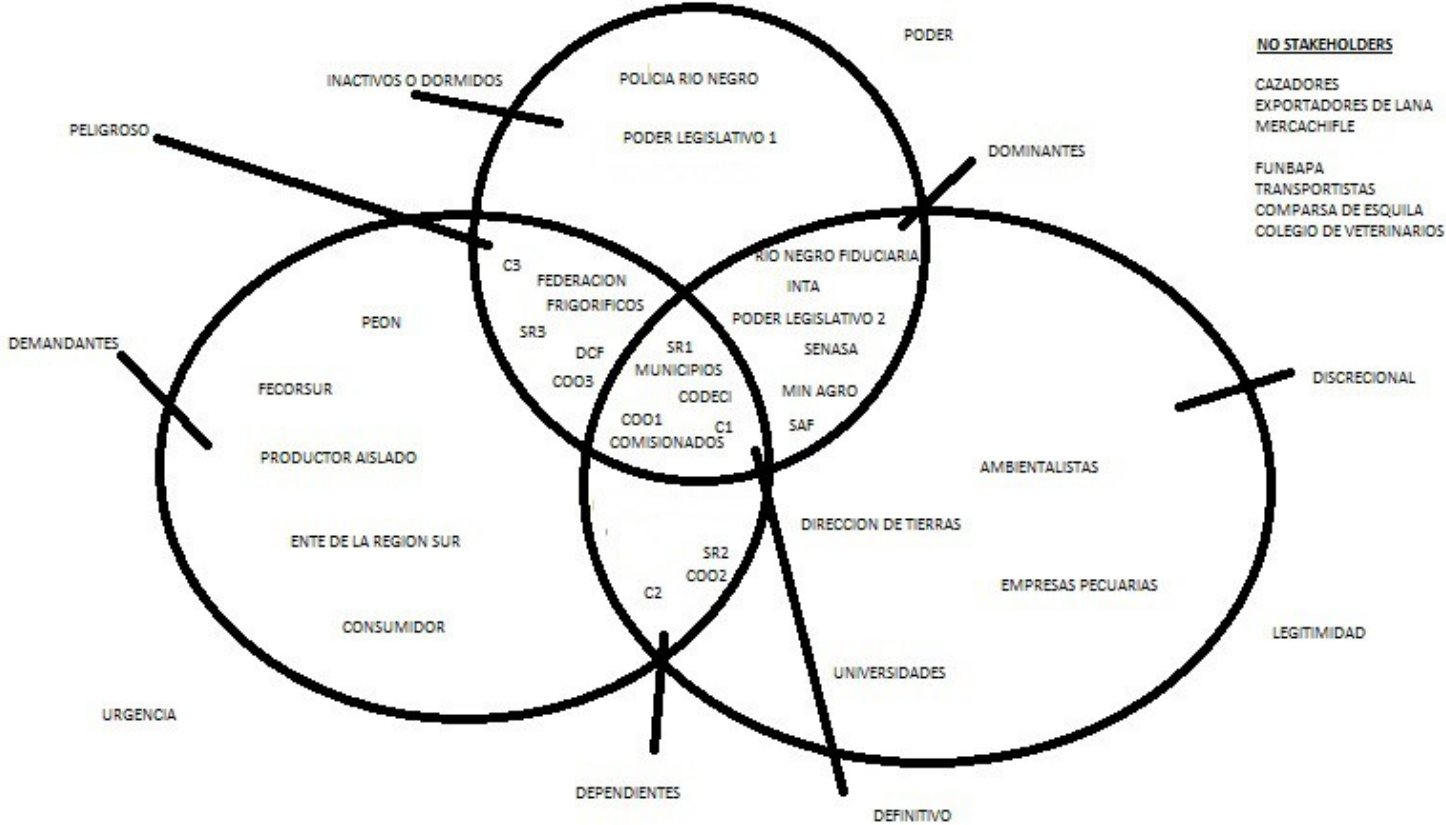 PODER
NO STAKEHOLDERS
INACTIVOS O DORMIDOS
POLICIA RIO NEGRO
CAZADORES
EXPORTADORES DE LANA
MERCACHIFLE
PELIGROSO
PODER LEGISLATIVO 1
DOMINANTES
FUNBAPA
TRANSPORTISTAS
COMPARSA DE ESQUILA
COLEGIO DE VETERINARIOS
C3
FEDERACION
FRIGORIFICOS
SR3
DCF
COO3
RIO NEGRO FIDUCIARIA
INTA
PODER LEGISLATIVO 2
SENASA
MIN AGRO
SAF
SR1
MUNICIPIOS
CODECI
COO1
C1
COMISIONADOS
DEMANDANTES
PEON
FECORSUR
PRODUCTOR AISLADO
ENTE DE LA REGION SUR
CONSUMIDOR
DISCRECIONAL
AMBIENTALISTAS
DIRECCION DE TIERRAS
EMPRESAS PECUARIAS
UNIVERSIDADES
SR2
COO2
C2
LEGITIMIDAD
URGENCIA
DEPENDIENTES
DEFINITIVO